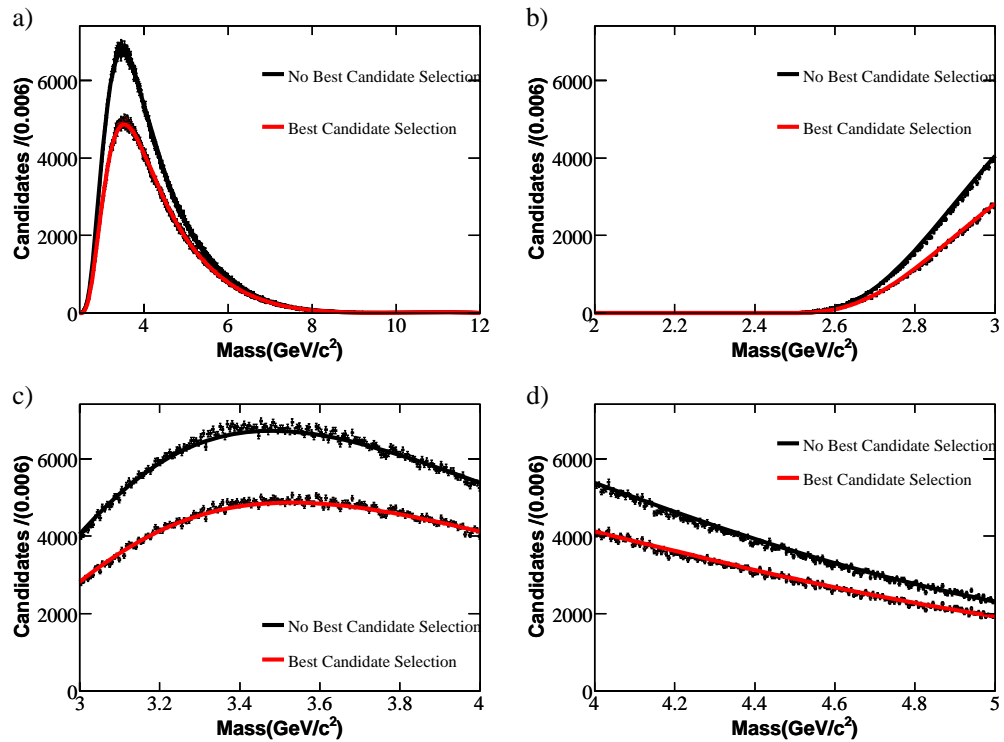 a)
Candidates /(0.006)
6000
4000
2000
0
No Best Candidate Selection
Best Candidate Selection
4 6 8 10 12
Mass(GeV/c²)
b)
Candidates /(0.006)
6000
4000
2000
0
No Best Candidate Selection
Best Candidate Selection
2 2.2 2.4 2.6 2.8 3
Mass(GeV/c²)
c)
Candidates /(0.006)
6000
4000
2000
0
No Best Candidate Selection
Best Candidate Selection
3 3.2 3.4 3.6 3.8 4
Mass(GeV/c²)
d)
Candidates /(0.006)
6000
4000
2000
0
No Best Candidate Selection
Best Candidate Selection
4 4.2 4.4 4.6 4.8 5
Mass(GeV/c²)